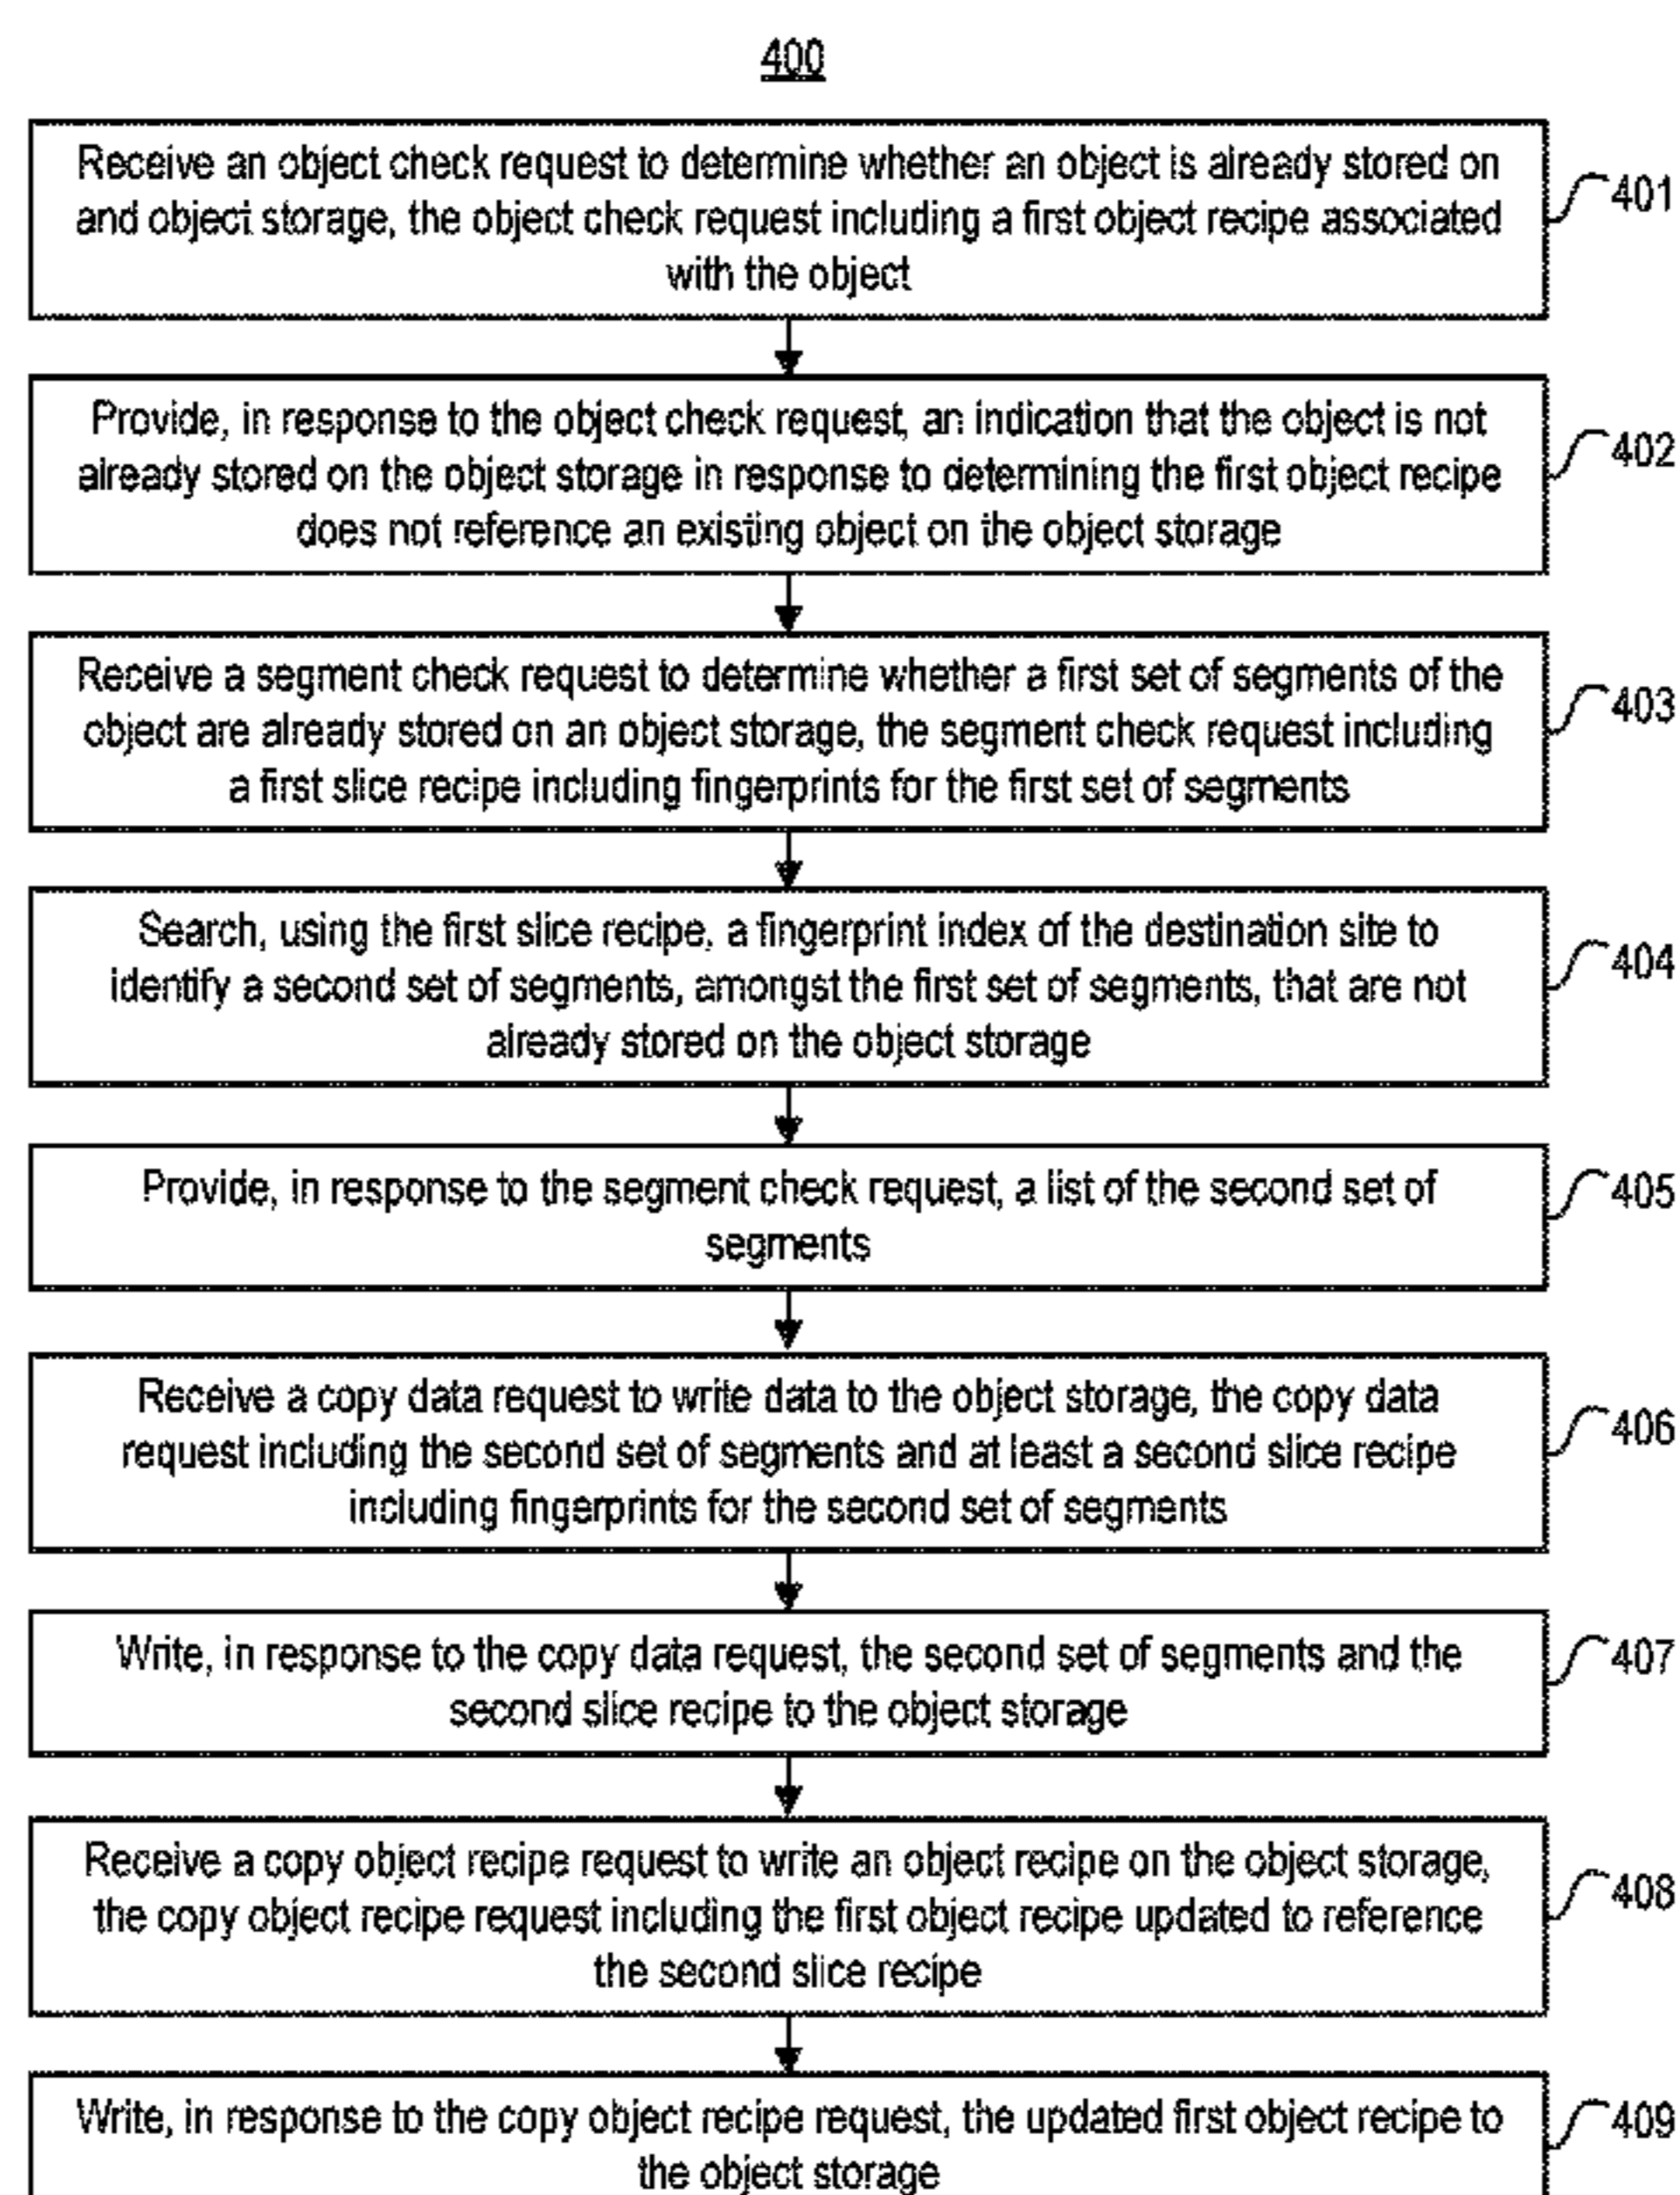 400
Receive an object check request to determine whether an object is already stored on
and object storage, the object check request including a first object recipe associated
with the object
401
Provide, in response to the object check request, an indication that the object is not
already stored on the object storage in response to determining the first object recipe
does not reference an existing object on the object storage
402
Receive a segment check request to determine whether a first set of segments of the
object are already stored on an object storage, the segment check request including
a first slice recipe including fingerprints for the first set of segments
403
Search, using the first slice recipe, a fingerprint index of the destination site to
identify a second set of segments, amongst the first set of segments, that are not
already stored on the object storage
404
Provide, in response to the segment check request, a list of the second set of
segments
405
Receive a copy data request to write data to the object storage, the copy data
request including the second set of segments and at least a second slice recipe
including fingerprints for the second set of segments
406
Write, in response to the copy data request, the second set of segments and the
second slice recipe to the object storage
407
Receive a copy object recipe request to write an object recipe on the object storage,
the copy object recipe request including the first object recipe updated to reference
the second slice recipe
408
Write, in response to the copy object recipe request, the updated first object recipe to
the object storage
409